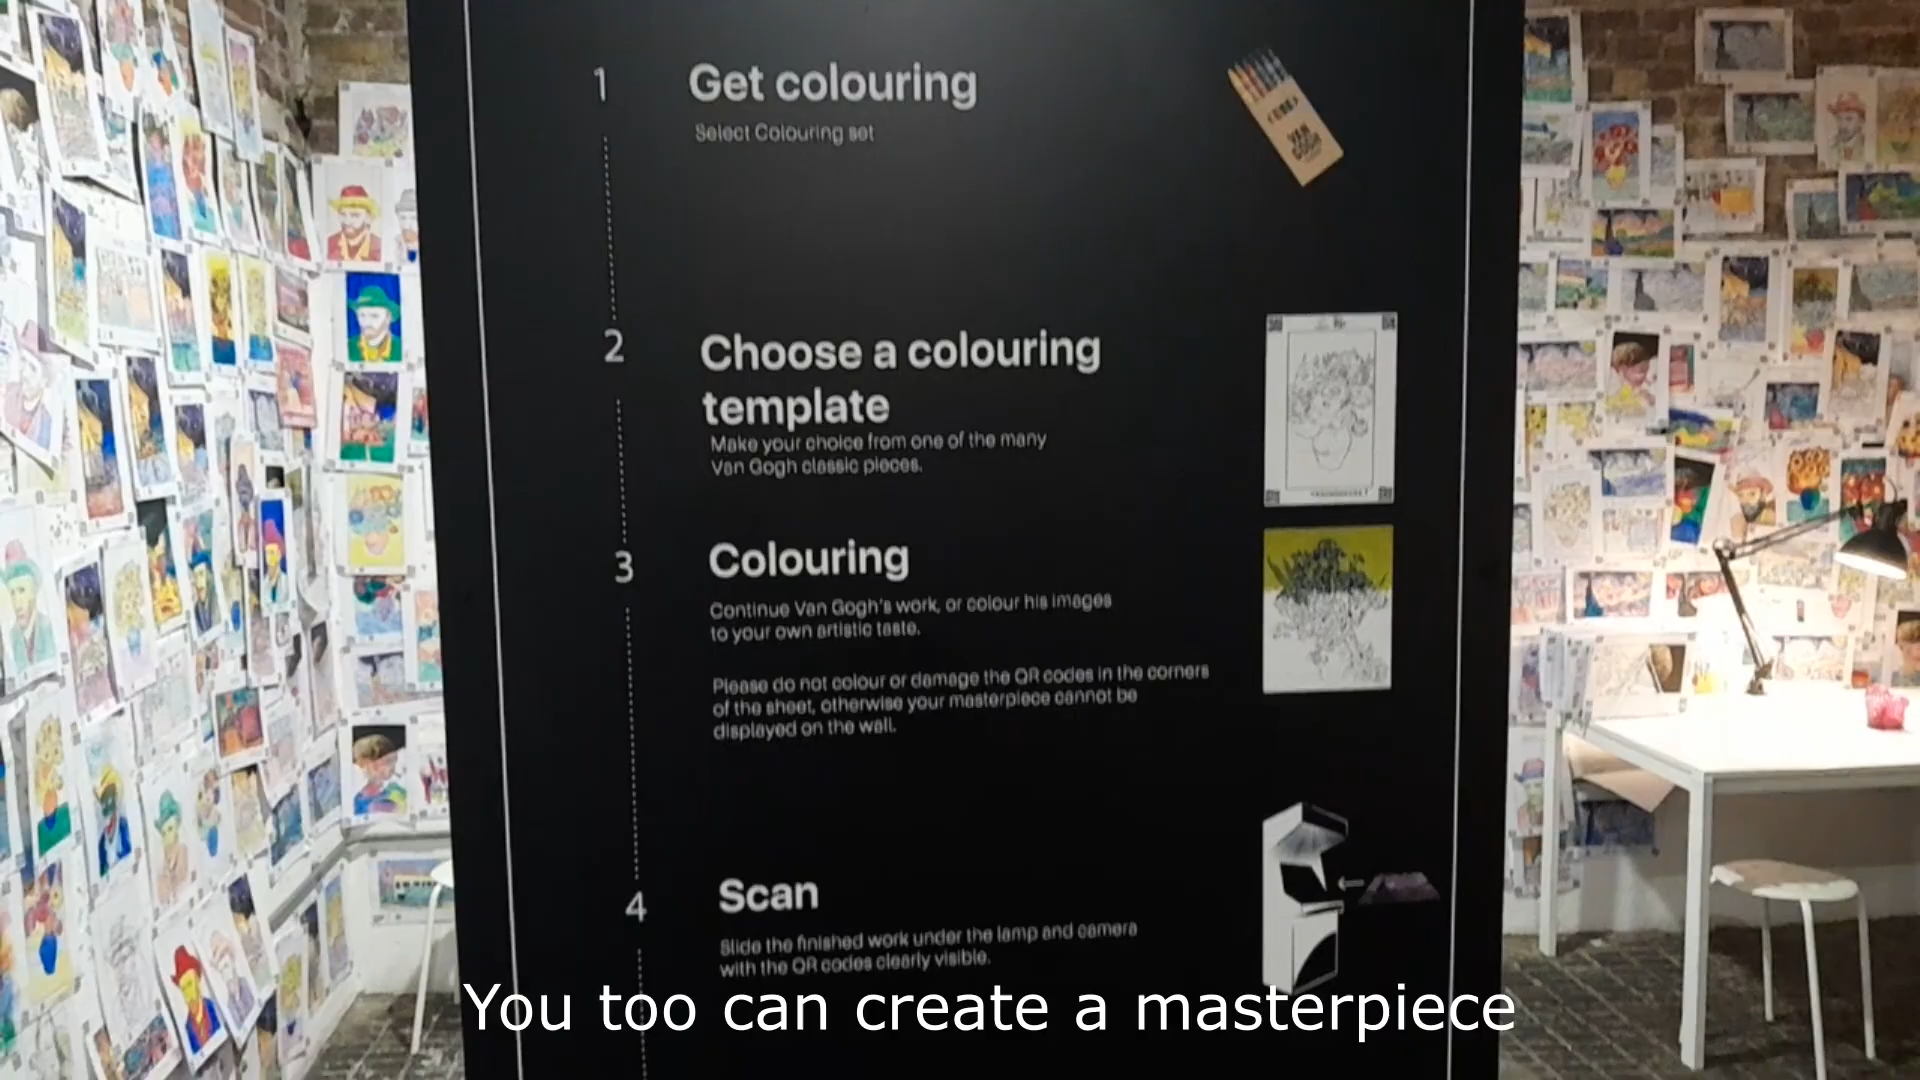 1
Get colouring
Select Colouring set
VAN
GOGH
2
Choose a colouring
template
Make your choice from one of the many
Van Gogh classic pieces.
3
Colouring
Continue Van Gogh's work, or colour his images
to your own artistic taste.
Please do not colour or damage the QR codes in the corners
of the sheet, otherwise your masterpiece cannot be
displayed on the wall.
4
Scan
Slide the finished work under the lamp and camera
with the QR codes clearly visible.
You too can create a masterpiece